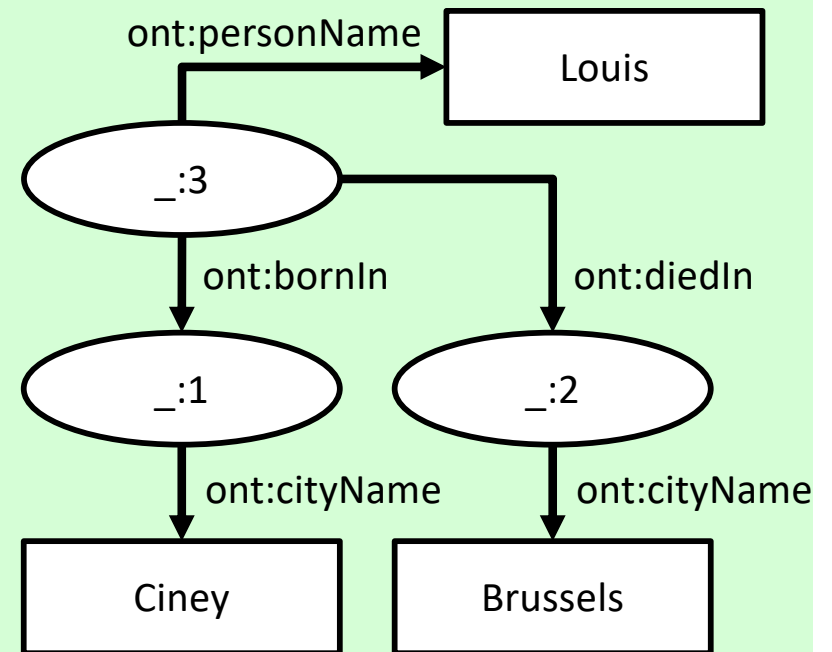 ont:personName
Louis
_:3
ont:bornIn
ont:diedIn
_:1
_:2
ont:cityName
ont:cityName
Ciney
Brussels